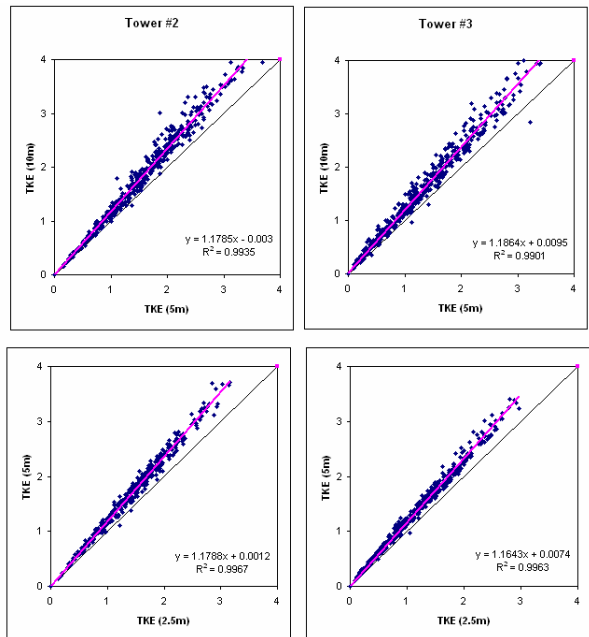 Tower #2
4
3
2
1
0
TKE (10m)
y = 1.1785x - 0.003
R² = 0.9935
0 1 2 3 4
TKE (5m)
Tower #3
4
3
2
1
0
TKE (10m)
y = 1.1864x + 0.0095
R² = 0.9901
0 1 2 3 4
TKE (5m)
4
3
2
1
0
TKE (5m)
y = 1.1788x + 0.0012
R² = 0.9967
0 1 2 3 4
TKE (2.5m)
4
3
2
1
0
TKE (5m)
y = 1.1643x + 0.0074
R² = 0.9963
0 1 2 3 4
TKE (2.5m)